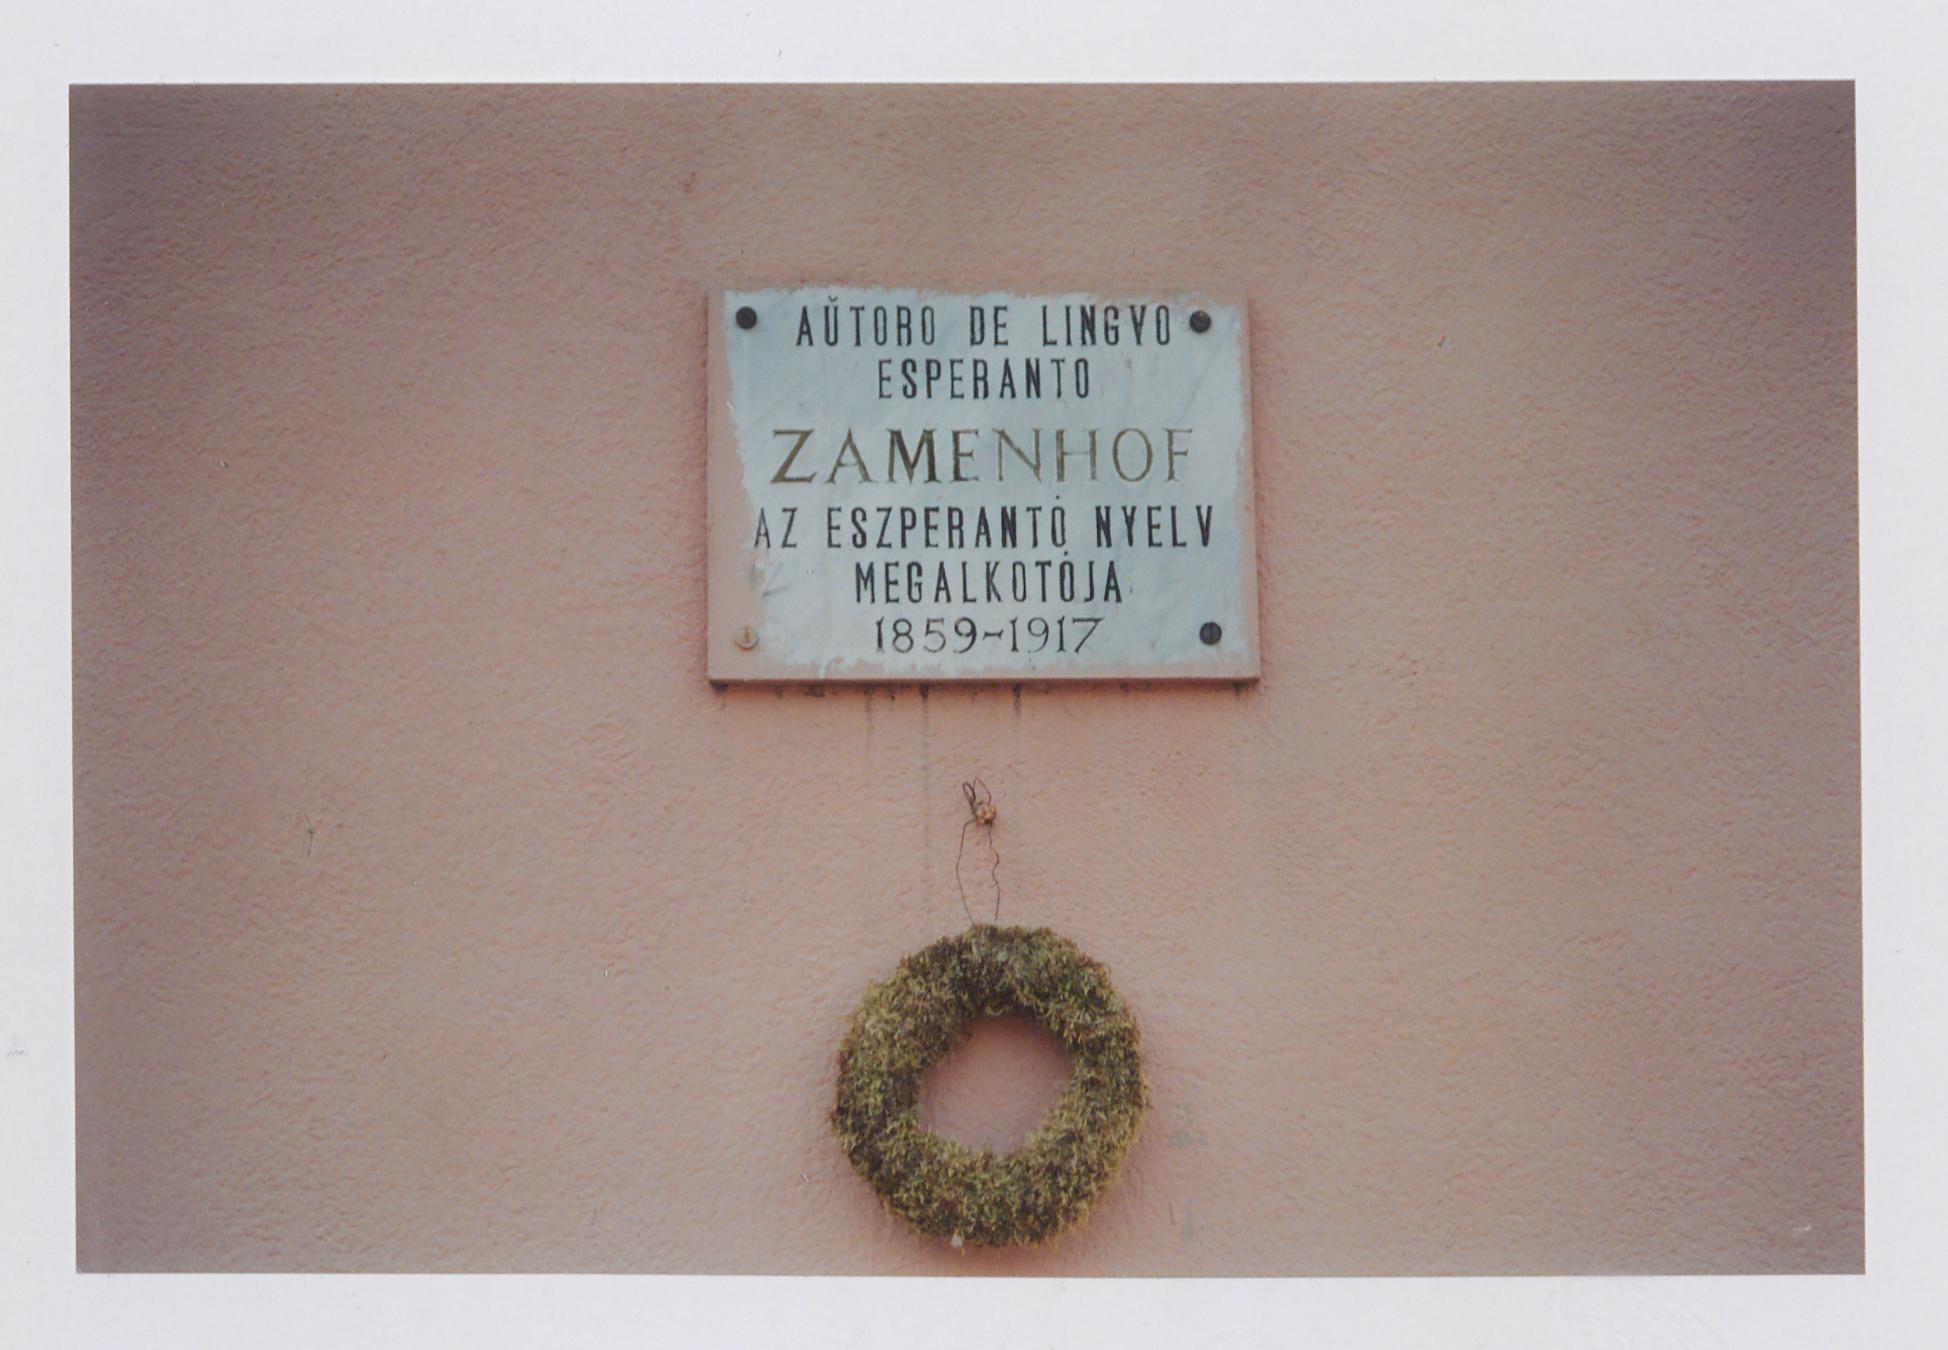 AŬTORO DE LINGVO
ESPERANTO
ZAMENHOF
AZ ESZPERANTÓ NYELV
MEGALKOTÓJA
1859-1917